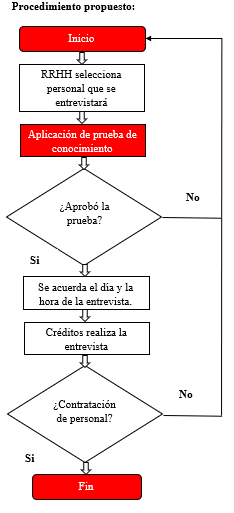 Procedimiento propuesto:
Inicio
RRHH selecciona
personal que se
entrevistará
Aplicación de prueba de
conocimiento
¿Aprobó la
prueba?
No
Si
Se acuerda el día y la
hora de la entrevista.
Créditos realiza la
entrevista
¿Contratación
de personal?
No
Si
Fin